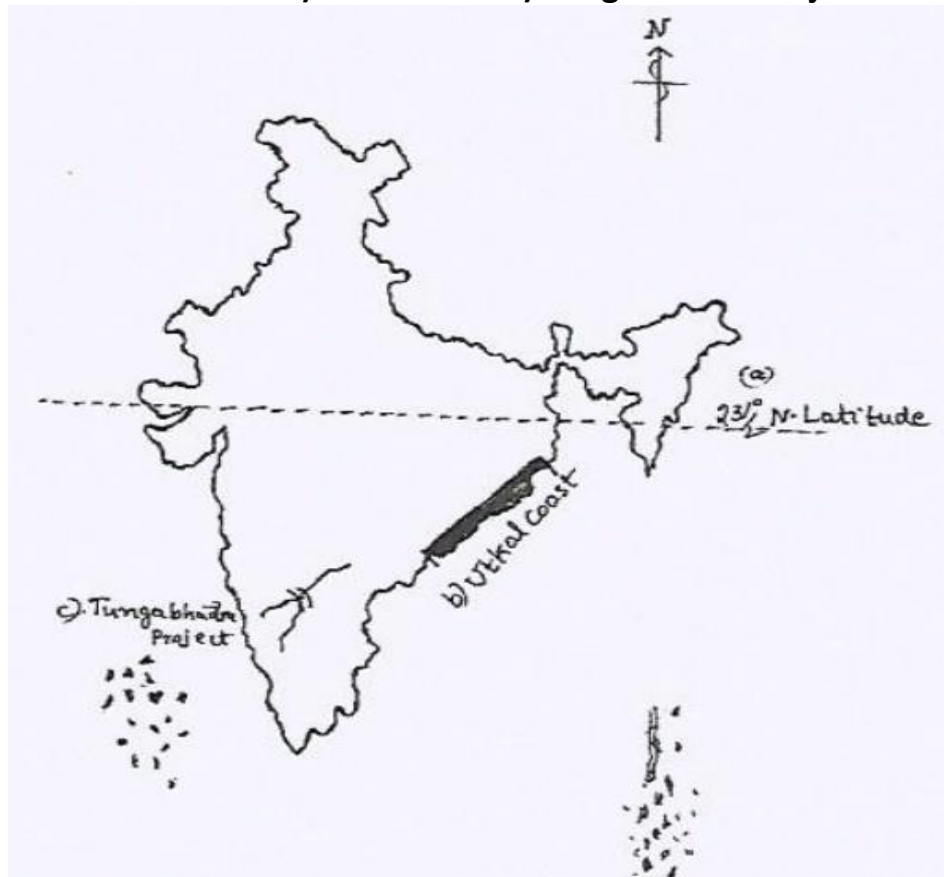 N
(a)
23½° N. Latitude
b) Utkal coast
c). Tungabhadra
Project